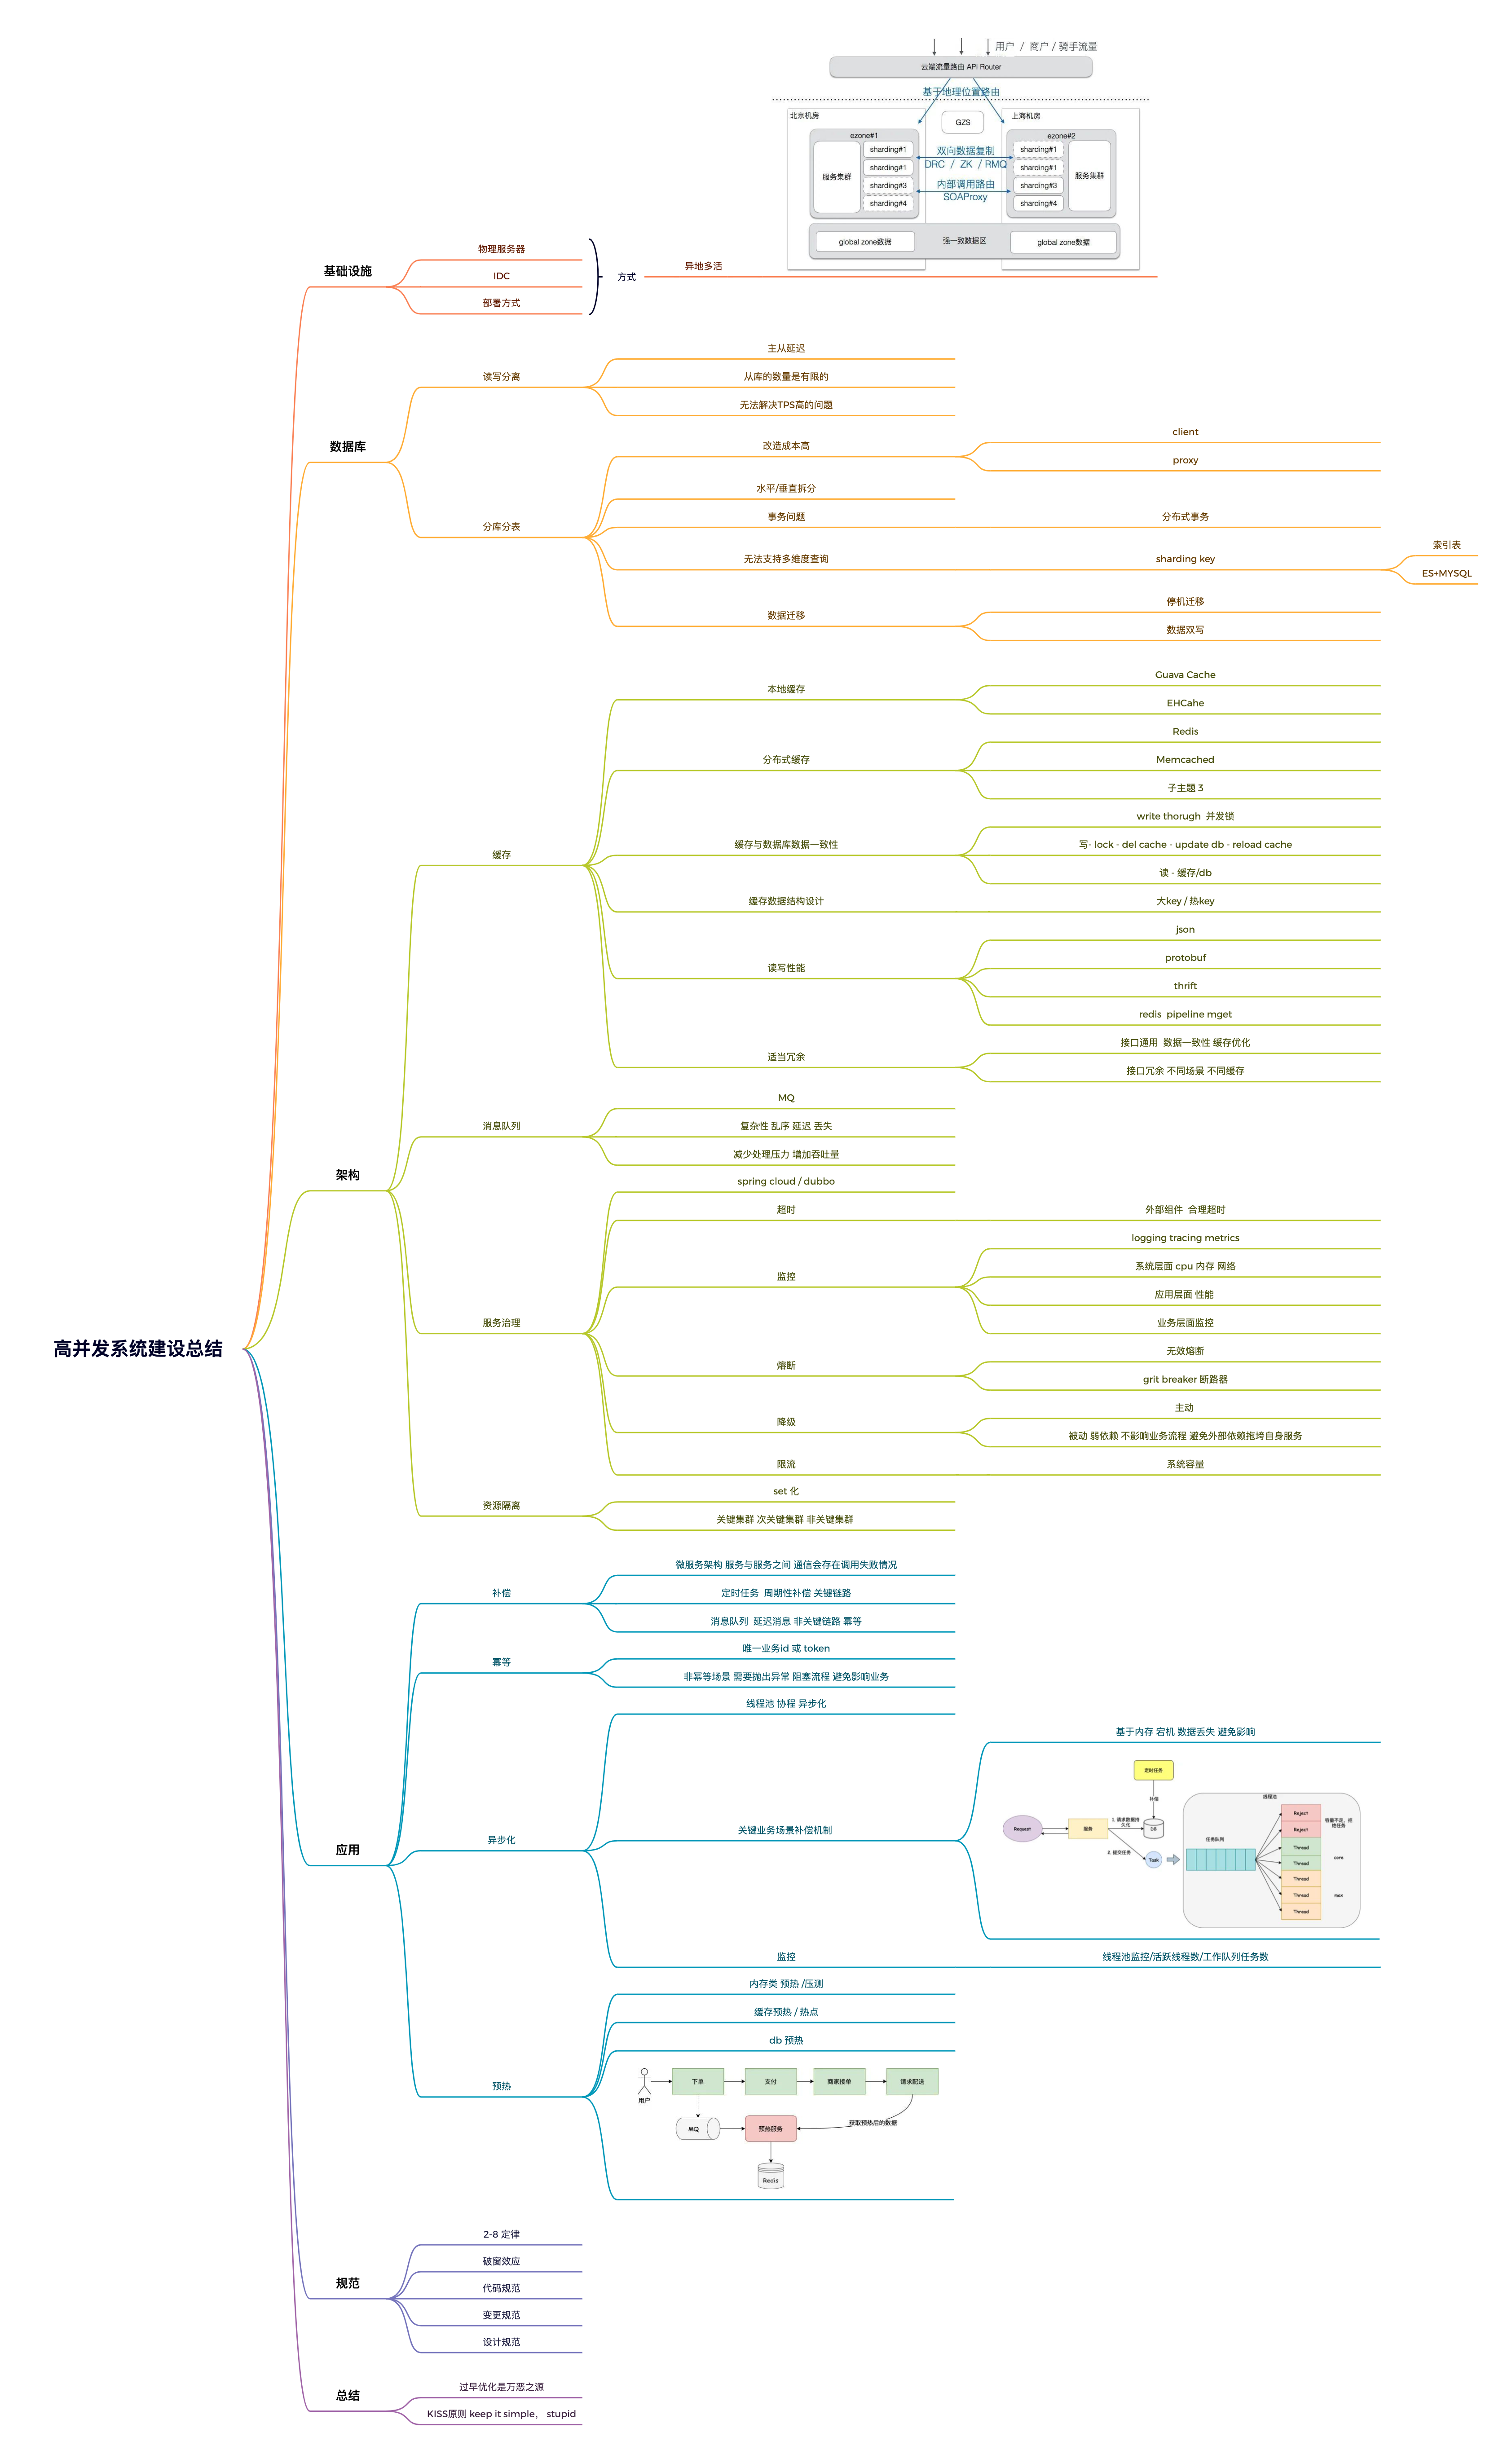 高并发系统建设总结
基础设施
物理服务器
IDC
部署方式
方式
异地多活
用户 / 商户 / 骑手流量
云端流量路由 API Router
基于地理位置路由
北京机房
上海机房
GZS
ezone#1
服务集群
sharding#1
sharding#1
sharding#3
sharding#4
双向数据复制
DRC / ZK / RMQ
内部调用路由
SOAProxy
ezone#2
sharding#1
sharding#1
sharding#3
sharding#4
服务集群
global zone数据
强一致数据区
global zone数据
数据库
读写分离
主从延迟
从库的数量是有限的
无法解决TPS高的问题
分库分表
改造成本高
client
proxy
水平/垂直拆分
事务问题
分布式事务
无法支持多维度查询
sharding key
索引表
ES+MYSQL
数据迁移
停机迁移
数据双写
架构
缓存
本地缓存
Guava Cache
EHCahe
分布式缓存
Redis
Memcached
子主题 3
缓存与数据库数据一致性
write thorugh 并发锁
写- lock - del cache - update db - reload cache
读 - 缓存/db
缓存数据结构设计
大key / 热key
读写性能
json
protobuf
thrift
redis pipeline mget
适当冗余
接口通用 数据一致性 缓存优化
接口冗余 不同场景 不同缓存
消息队列
MQ
复杂性 乱序 延迟 丢失
减少处理压力 增加吞吐量
服务治理
spring cloud / dubbo
超时
外部组件 合理超时
监控
logging tracing metrics
系统层面 cpu 内存 网络
应用层面 性能
业务层面监控
熔断
无效熔断
grit breaker 断路器
降级
主动
被动 弱依赖 不影响业务流程 避免外部依赖拖垮自身服务
限流
系统容量
资源隔离
set 化
关键集群 次关键集群 非关键集群
应用
补偿
微服务架构 服务与服务之间 通信会存在调用失败情况
定时任务 周期性补偿 关键链路
消息队列 延迟消息 非关键链路 幂等
幂等
唯一业务id 或 token
非幂等场景 需要抛出异常 阻塞流程 避免影响业务
异步化
线程池 协程 异步化
关键业务场景补偿机制
基于内存 宕机 数据丢失 避免影响
定时任务
补偿
Request
服务
1. 请求数据持
久化
DB
2. 提交任务
Task
线程池
任务队列
Reject
Reject
Thread
Thread
Thread
Thread
Thread
容量不足，拒
绝任务
core
max
监控
线程池监控/活跃线程数/工作队列任务数
预热
内存类 预热 /压测
缓存预热 / 热点
db 预热
用户
下单
支付
商家接单
请求配送
MQ
预热服务
获取预热后的数据
Redis
规范
2-8 定律
破窗效应
代码规范
变更规范
设计规范
总结
过早优化是万恶之源
KISS原则 keep it simple， stupid